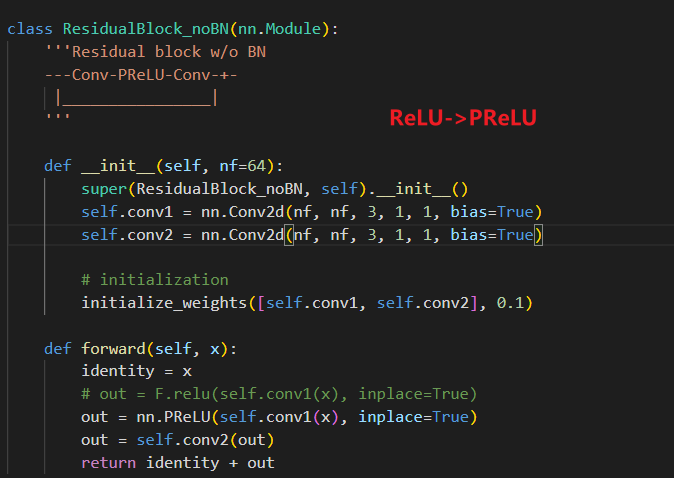 class ResidualBlock_noBN(nn.Module):
    '''Residual block w/o BN
    ---Conv-PReLU-Conv-+-
     |________________|
    '''
ReLU->PReLU
    def __init__(self, nf=64):
        super(ResidualBlock_noBN, self).__init__()
        self.conv1 = nn.Conv2d(nf, nf, 3, 1, 1, bias=True)
        self.conv2 = nn.Conv2d(nf, nf, 3, 1, 1, bias=True)
        # initialization
        initialize_weights([self.conv1, self.conv2], 0.1)
    def forward(self, x):
        identity = x
        # out = F.relu(self.conv1(x), inplace=True)
        out = nn.PReLU(self.conv1(x), inplace=True)
        out = self.conv2(out)
        return identity + out